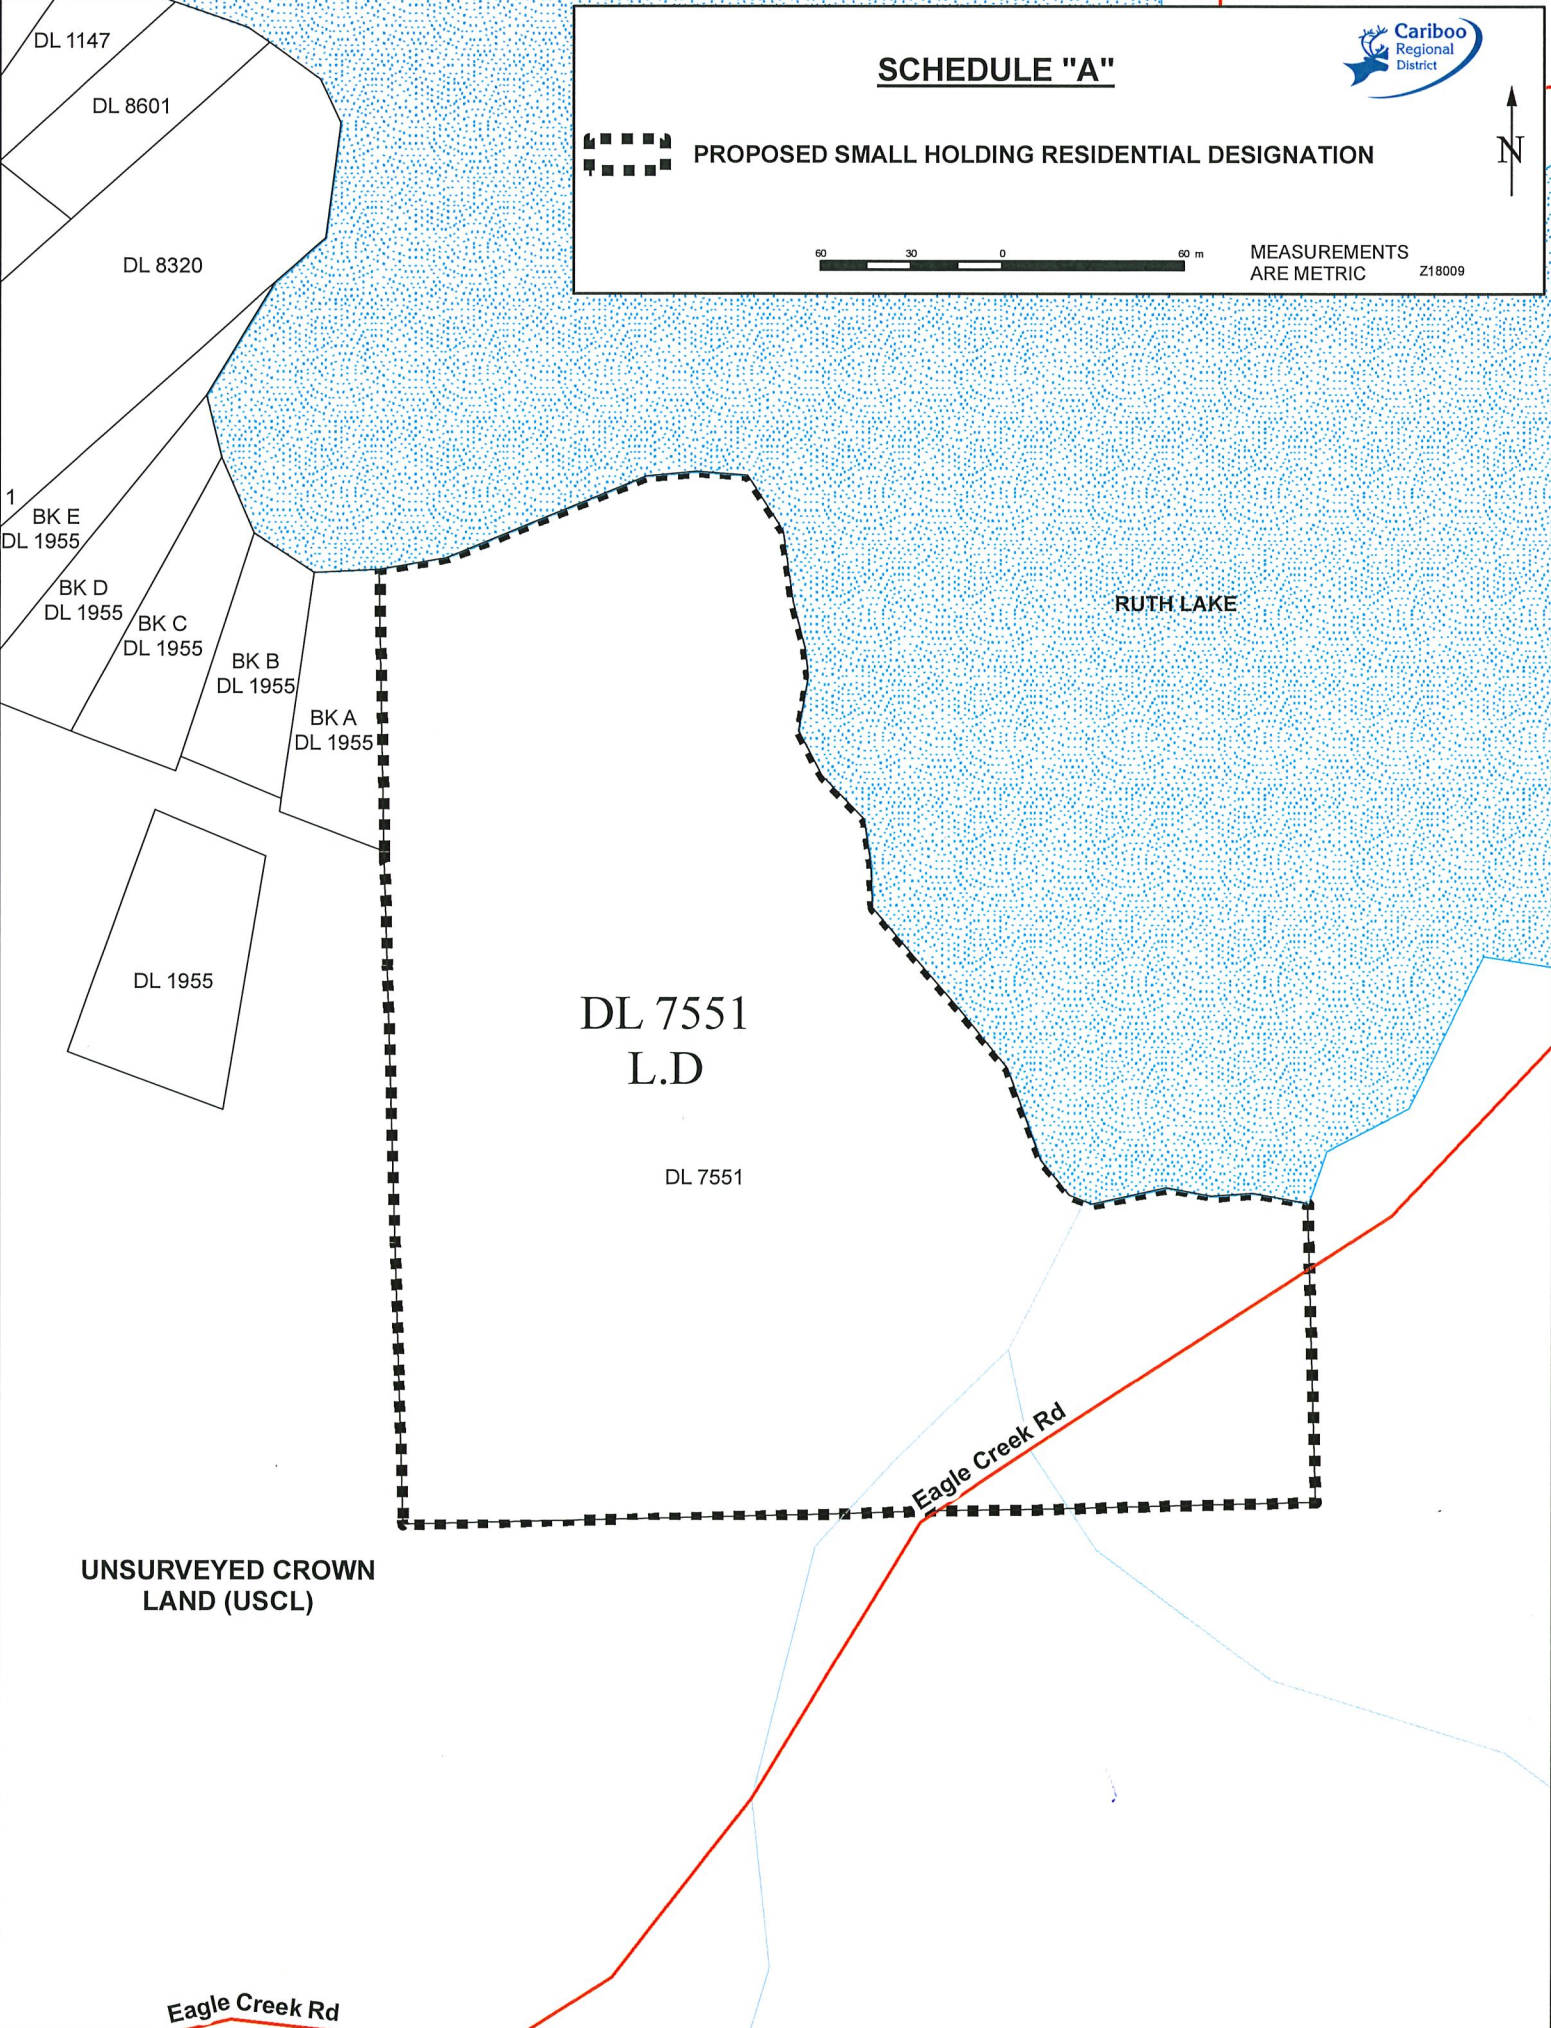 DL 1147
DL 8601
DL 8320
SCHEDULE "A"
Cariboo
Regional
District
PROPOSED SMALL HOLDING RESIDENTIAL DESIGNATION
N
60 30 0 60 m
MEASUREMENTS
ARE METRIC
Z18009
1
BK E
DL 1955
BK D
DL 1955
BK C
DL 1955
BK B
DL 1955
BK A
DL 1955
RUTH LAKE
DL 1955
DL 7551
L.D
DL 7551
Eagle Creek Rd
UNSURVEYED CROWN
LAND (USCL)
Eagle Creek Rd